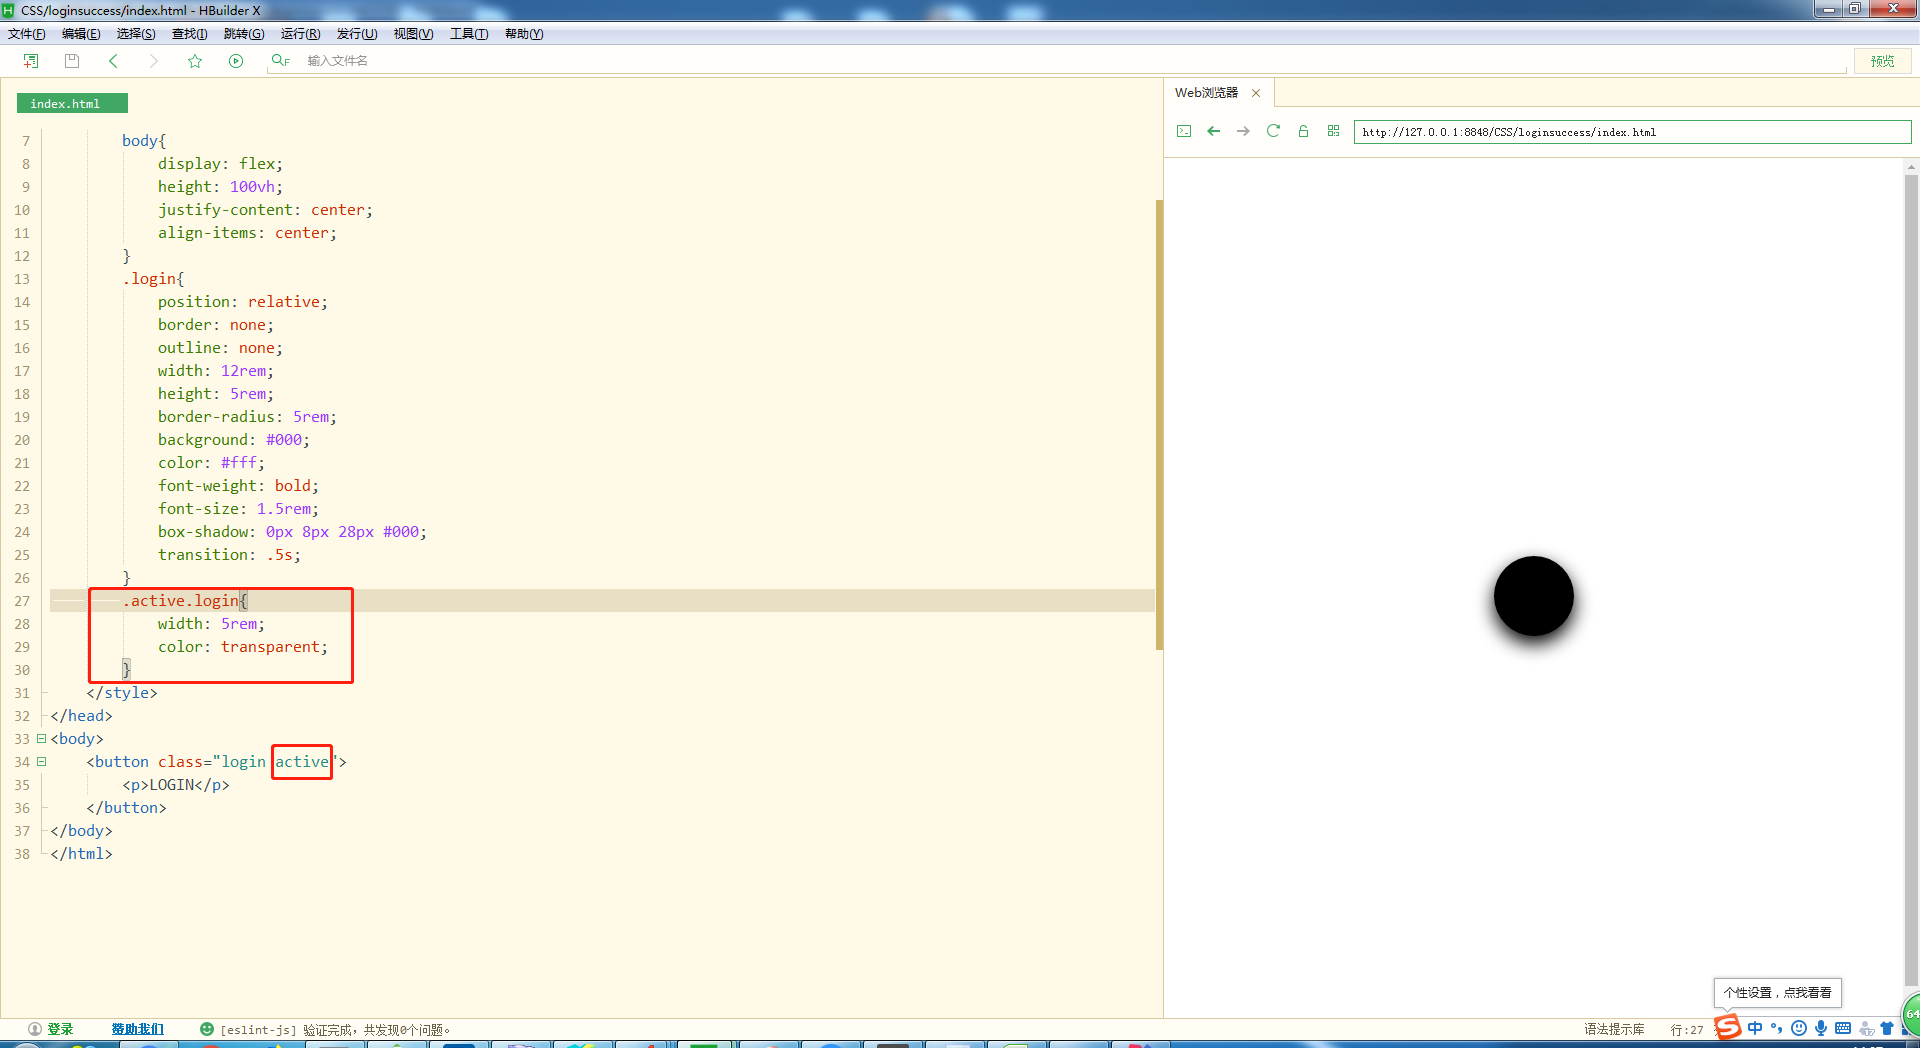 CSS/loginsuccess/index.html - HBuilder X
文件(F) 编辑(E) 选择(S) 查找(I) 跳转(G) 运行(R) 发行(U) 视图(V) 工具(T) 帮助(Y)
输入文件名
预览
index.html
7 body{
8 display: flex;
9 height: 100vh;
10 justify-content: center;
11 align-items: center;
12 }
13 .login{
14 position: relative;
15 border: none;
16 outline: none;
17 width: 12rem;
18 height: 5rem;
19 border-radius: 5rem;
20 background: #000;
21 color: #fff;
22 font-weight: bold;
23 font-size: 1.5rem;
24 box-shadow: 0px 8px 28px #000;
25 transition: .5s;
26 }
27 .active.login{
28 width: 5rem;
29 color: transparent;
30 }
31 </style>
32 </head>
33 <body>
34 <button class="login active">
35 <p>LOGIN</p>
36 </button>
37 </body>
38 </html>
Web浏览器
http://127.0.0.1:8848/CSS/loginsuccess/index.html
个性设置，点我看看
64
登录 赞助我们 [eslint-js] 验证完成，共发现0个问题。
语法提示库 行:27
中